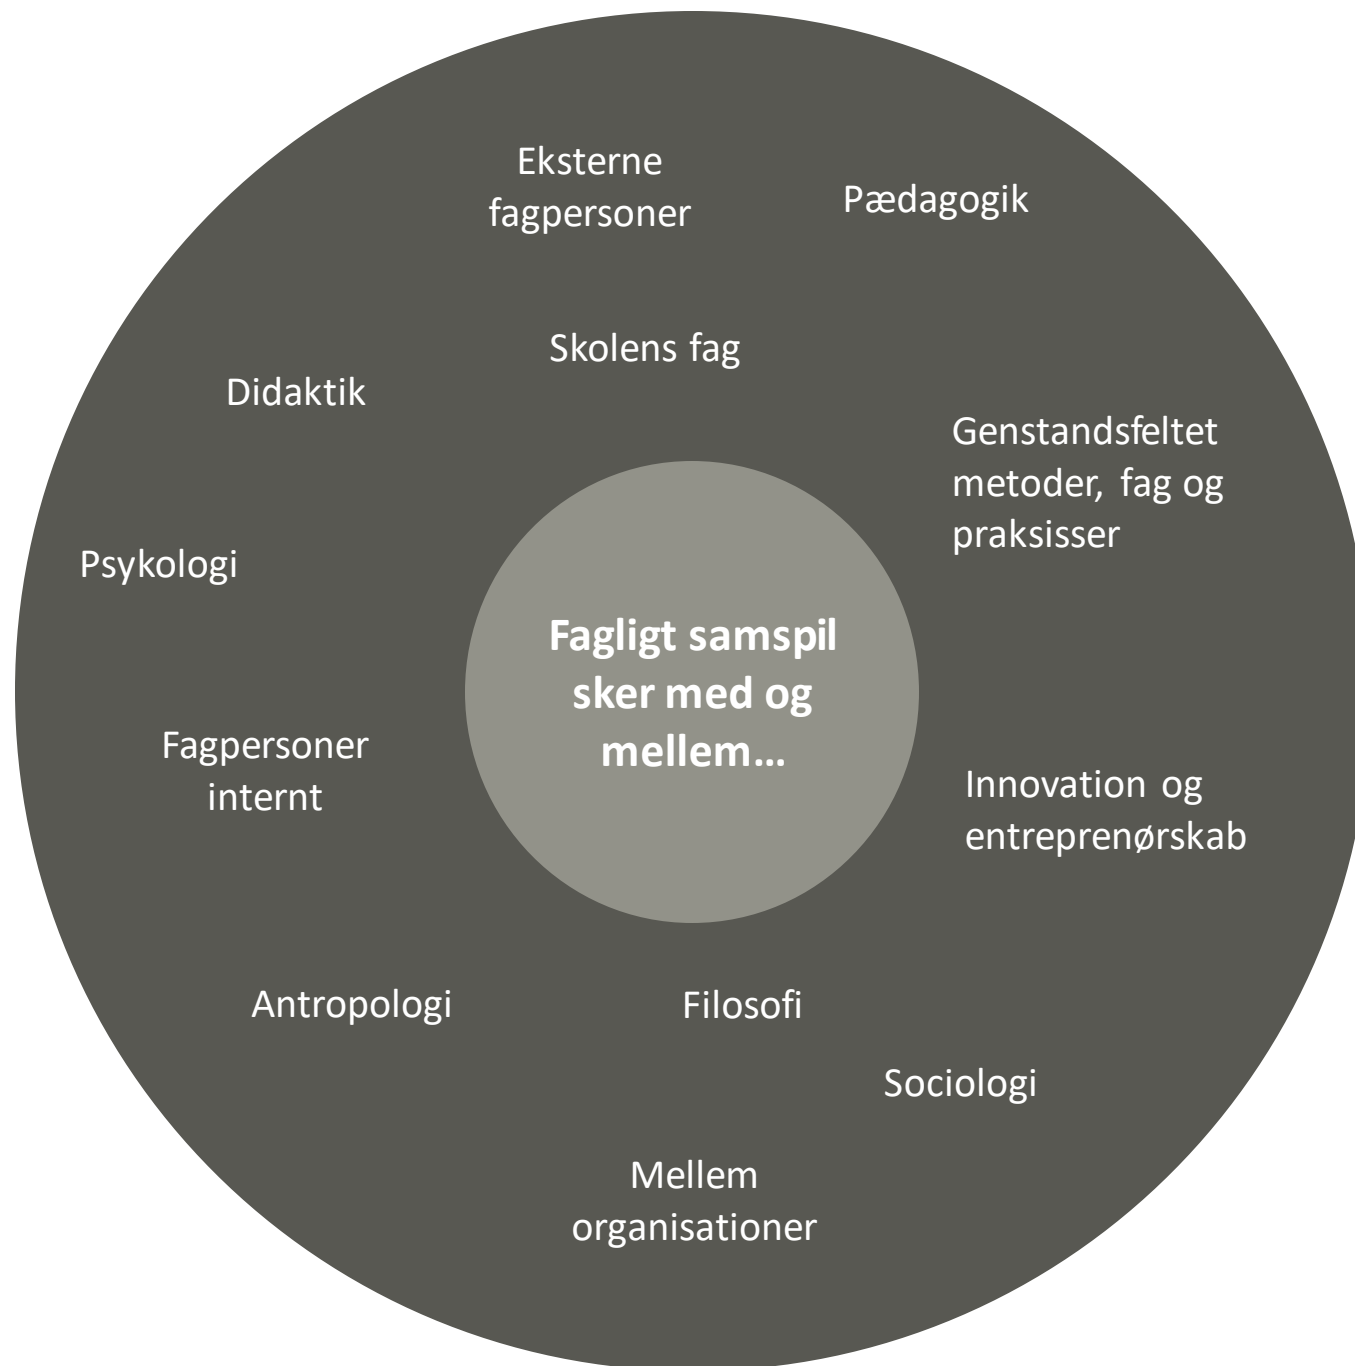 Eksterne
fagpersoner
Pædagogik
Skolens fag
Didaktik
Genstandsfeltet
metoder, fag og
praksisser
Psykologi
Fagligt samspil
sker med og
mellem...
Fagpersoner
internt
Innovation og
entreprenørskab
Antropologi
Filosofi
Sociologi
Mellem
organisationer